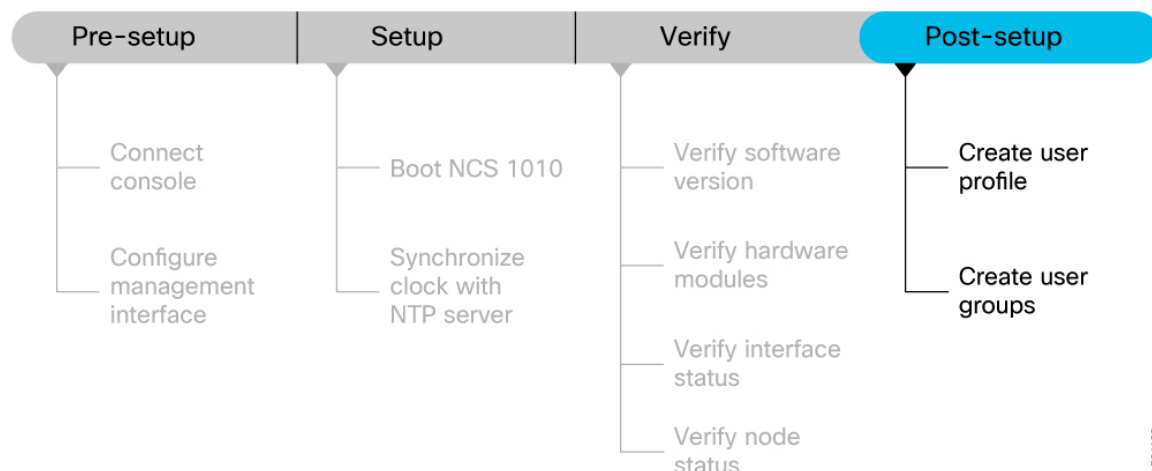 Pre-setup
Setup
Verify
Post-setup
Connect
console
Configure
management
interface
Boot NCS 1010
Synchronize
clock with
NTP server
Verify software
version
Verify hardware
modules
Verify interface
status
Verify node
status
Create user
profile
Create user
groups